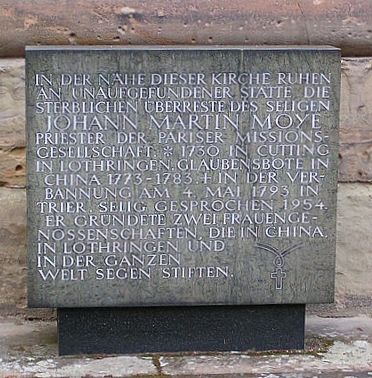 IN DER NÄHE DIESER KIRCHE RUHEN
AN UNAUFGEFUNDENER STÄTTE DIE
STERBLICHEN ÜBERRESTE DES SELIGEN
JOHANN MARTIN MOYE
PRIESTER DER PARISER MISSIONS-
GESELLSCHAFT. * 1730 IN CUTTING
IN LOTHRINGEN. GLAUBENSBOTE IN
CHINA 1773-1783. † IN DER VER-
BANNUNG AM 4. MAI 1793 IN
TRIER. SELIG GESPROCHEN 1954.
ER GRÜNDETE ZWEI FRAUENGE-
NOSSENSCHAFTEN, DIE IN CHINA,
IN LOTHRINGEN UND
IN DER GANZEN
WELT SEGEN STIFTEN.